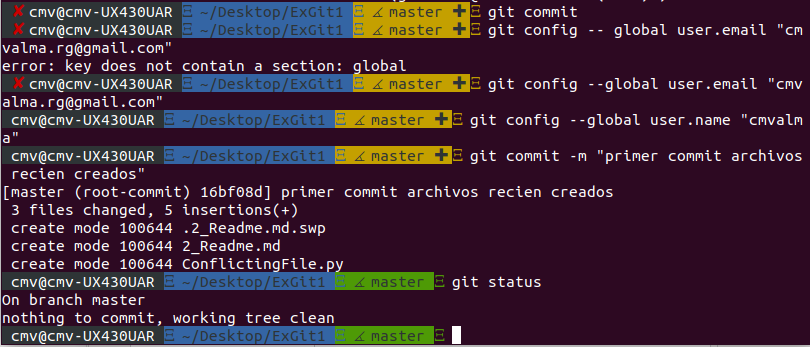 ✘ cmv@cmv-UX430UAR ~/Desktop/ExGit1 master ✚ git commit
✘ cmv@cmv-UX430UAR ~/Desktop/ExGit1 master ✚ git config -- global user.email "cm
valma.rg@gmail.com"
error: key does not contain a section: global
✘ cmv@cmv-UX430UAR ~/Desktop/ExGit1 master ✚ git config --global user.email "cmv
alma.rg@gmail.com"
cmv@cmv-UX430UAR ~/Desktop/ExGit1 master ✚ git config --global user.name "cmvalm
a"
cmv@cmv-UX430UAR ~/Desktop/ExGit1 master ✚ git commit -m "primer commit archivos
recien creados"
[master (root-commit) 16bf08d] primer commit archivos recien creados
3 files changed, 5 insertions(+)
create mode 100644 .2_Readme.md.swp
create mode 100644 2_Readme.md
create mode 100644 ConflictingFile.py
cmv@cmv-UX430UAR ~/Desktop/ExGit1 master git status
On branch master
nothing to commit, working tree clean
cmv@cmv-UX430UAR ~/Desktop/ExGit1 master